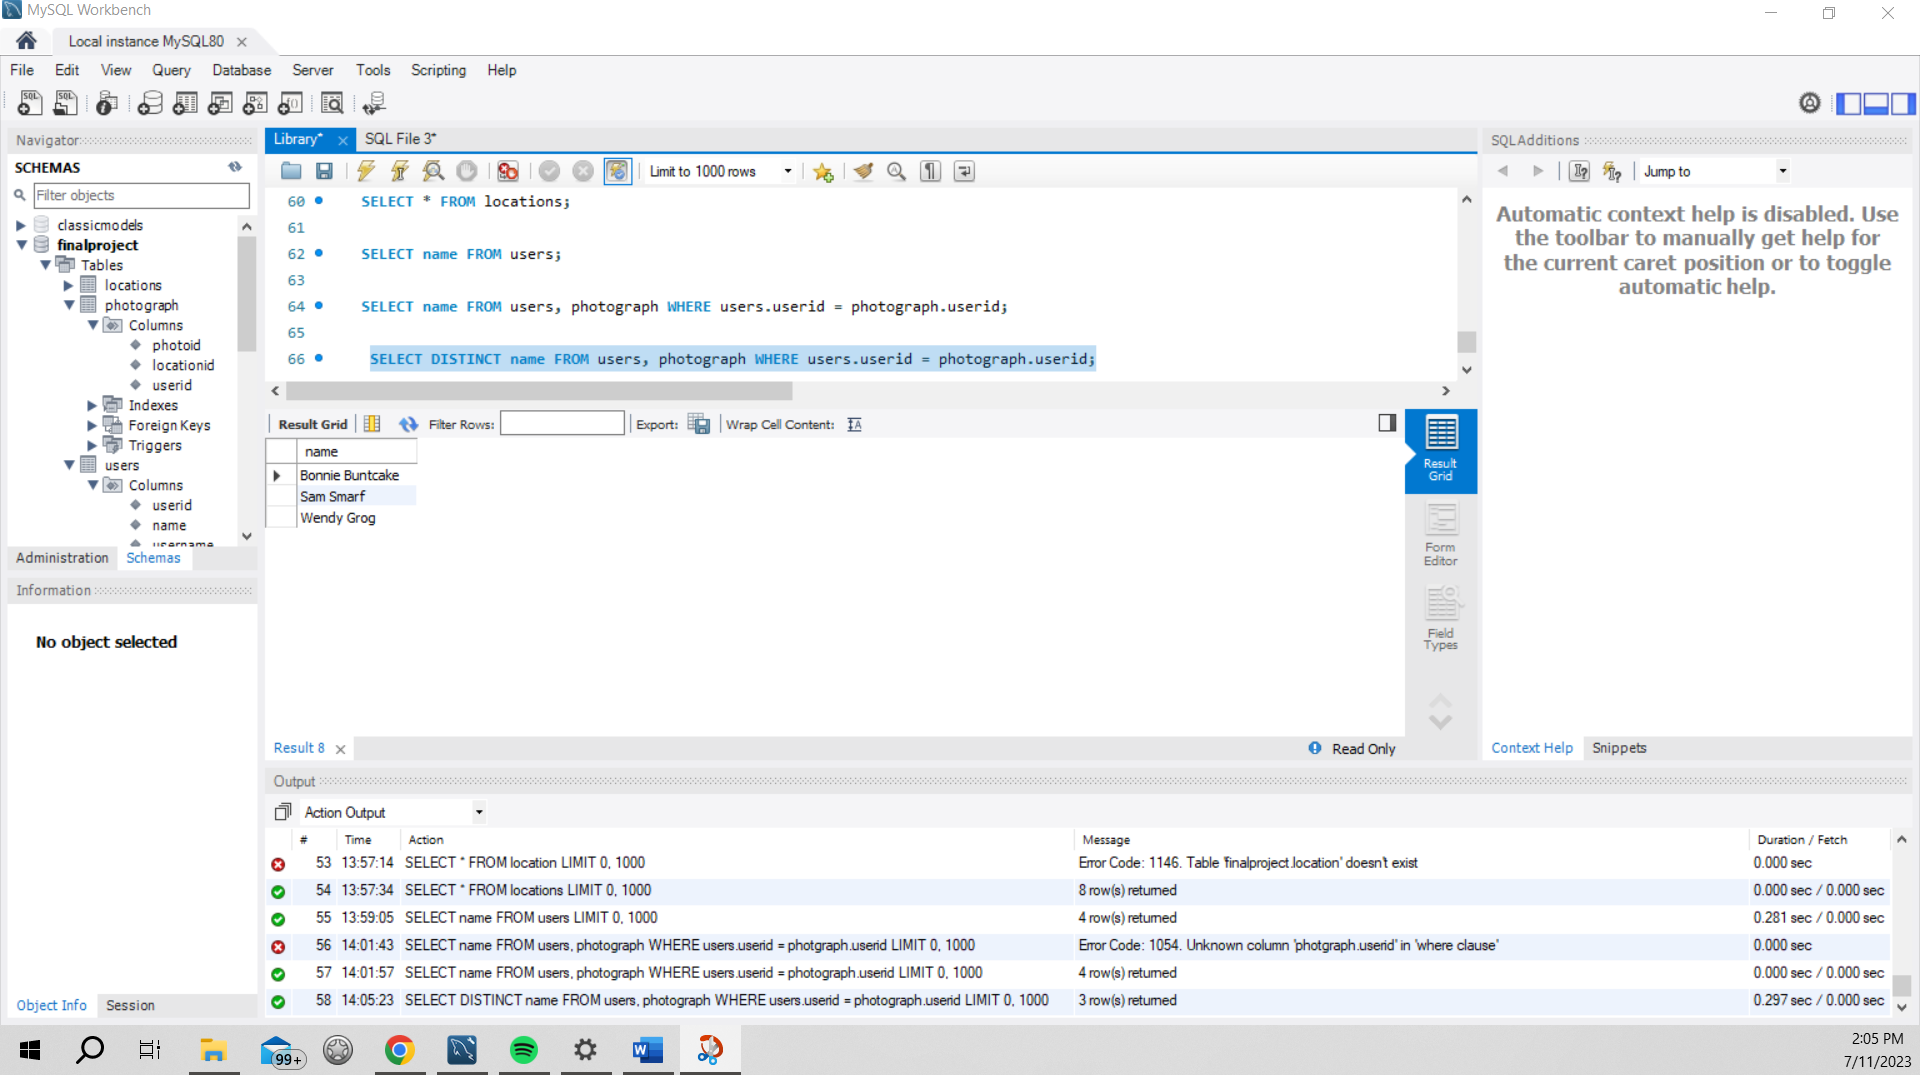 MySQL Workbench
Local instance MySQL80
File Edit View Query Database Server Tools Scripting Help
Navigator
SCHEMAS
Filter objects
classicmodels
finalproject
Tables
locations
photograph
Columns
photoid
locationid
userid
Indexes
Foreign Keys
Triggers
users
Columns
userid
name
username
Administration Schemas
Information
No object selected
Object Info Session
Library* SQL File 3*
Limit to 1000 rows
60 SELECT * FROM locations;
61
62 SELECT name FROM users;
63
64 SELECT name FROM users, photograph WHERE users.userid = photograph.userid;
65
66 SELECT DISTINCT name FROM users, photograph WHERE users.userid = photograph.userid;
Result Grid Filter Rows: Export: Wrap Cell Content:
name
Bonnie Buntcake
Sam Smarf
Wendy Grog
Result Grid
Form Editor
Field Types
Result 8 Read Only
SQLAdditions
Jump to
Automatic context help is disabled. Use
the toolbar to manually get help for
the current caret position or to toggle
automatic help.
Context Help Snippets
Output
Action Output
# Time Action Message Duration / Fetch
53 13:57:14 SELECT * FROM location LIMIT 0, 1000 Error Code: 1146. Table 'finalproject.location' doesn't exist 0.000 sec
54 13:57:34 SELECT * FROM locations LIMIT 0, 1000 8 row(s) returned 0.000 sec / 0.000 sec
55 13:59:05 SELECT name FROM users LIMIT 0, 1000 4 row(s) returned 0.281 sec / 0.000 sec
56 14:01:43 SELECT name FROM users, photograph WHERE users.userid = photgraph.userid LIMIT 0, 1000 Error Code: 1054. Unknown column 'photgraph.userid' in 'where clause' 0.000 sec
57 14:01:57 SELECT name FROM users, photograph WHERE users.userid = photograph.userid LIMIT 0, 1000 4 row(s) returned 0.000 sec / 0.000 sec
58 14:05:23 SELECT DISTINCT name FROM users, photograph WHERE users.userid = photograph.userid LIMIT 0, 1000 3 row(s) returned 0.297 sec / 0.000 sec
99+
2:05 PM
7/11/2023